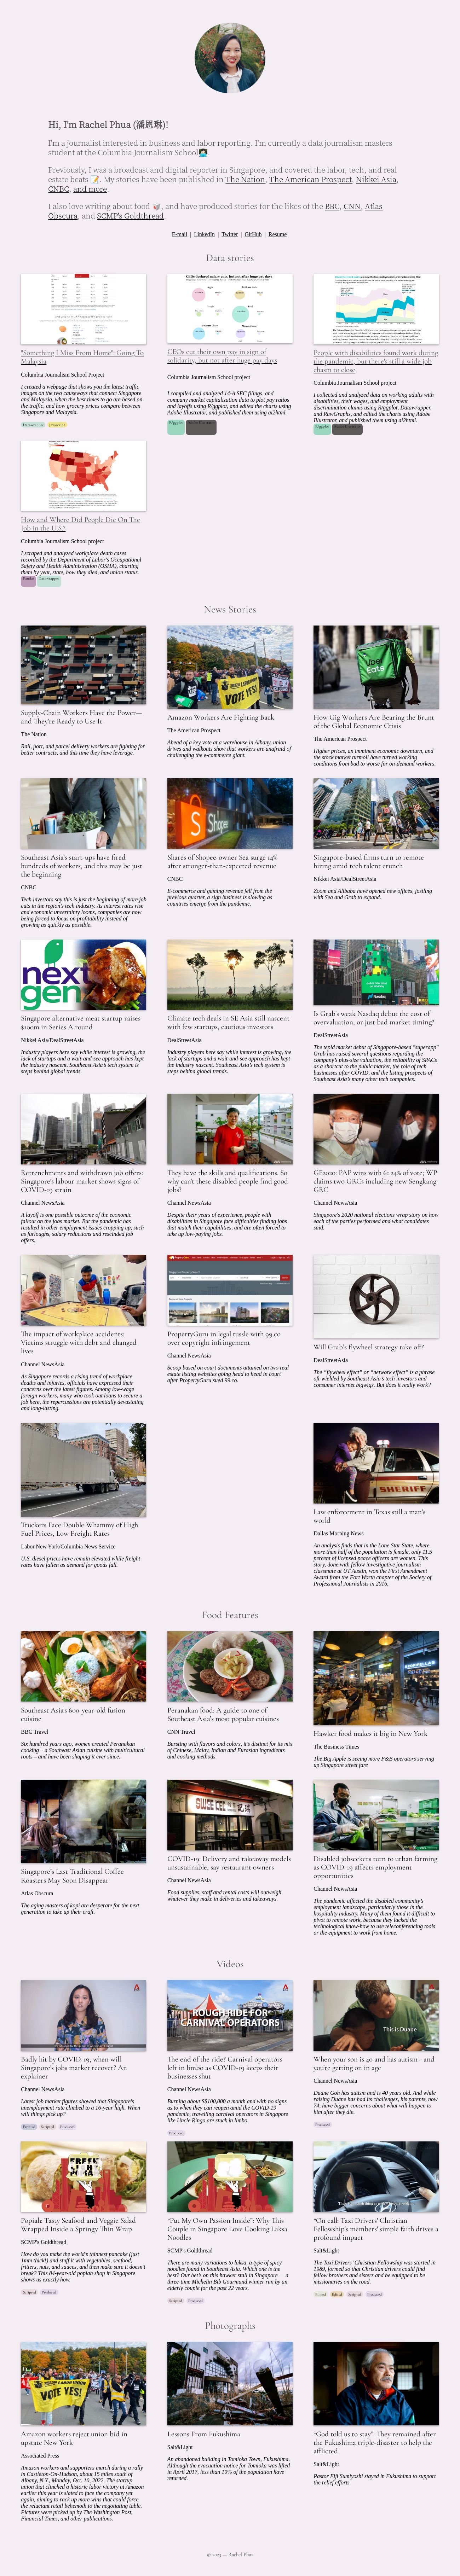 Hi, I'm Rachel Phua (潘恩琳)!
I'm a journalist interested in business and labor reporting. I'm currently a data journalism masters
student at the Columbia Journalism School👩🏻‍💻.
Previously, I was a broadcast and digital reporter in Singapore, and covered the labor, tech, and real
estate beats 📝. My stories have been published in The Nation, The American Prospect, Nikkei Asia,
CNBC, and more.
I also love writing about food 🥡, and have produced stories for the likes of the BBC, CNN, Atlas
Obscura, and SCMP's Goldthread.
E-mail | LinkedIn | Twitter | GitHub | Resume
Data stories
"Something I Miss From Home": Going To
Malaysia
Columbia Journalism School Project
I created a webpage that displays the latest traffic
images on the two causeways that connect Singapore
and Malaysia, when the best times to go are based on
the traffic, and how grocery prices compare between
Singapore and Malaysia.
Datawrapper Javascript
CEOs cut their own pay in sign of
solidarity, but not after huge pay days
Columbia Journalism School project
I compiled and analyzed 14-A SEC filings, and
company market capitalization data to plot pay ratios
and layoffs using R/ggplot, and edited the charts using
Adobe Illustrator, and published them using ai2html.
R/ggplot
People with disabilities found work during
the pandemic, but there's still a wide job
chasm to close
Columbia Journalism School project
I collected and analyzed data on working adults with
disabilities, their wages, and employment
discrimination claims using R/ggplot, Datawrapper,
and RawGraphs, and edited the charts using Adobe
Illustrator, and published them using ai2html.
R/ggplot
How and Where Did People Die On The
Job in the U.S.?
Columbia Journalism School project
I scraped and analyzed workplace death cases
recorded by the Department of Labor's Occupational
Safety and Health Administration (OSHA), charting
them by year, state, how they died, and union status.
Pandas Datawrapper
News Stories
Supply-Chain Workers Have the Power—
and They're Ready to Use It
The Nation
Rail, port, and parcel delivery workers are fighting for
better contracts, and this time they have leverage.
VOTE YES!
Amazon Workers Are Fighting Back
The American Prospect
Ahead of a key vote at a warehouse in Albany, union
drives and walkouts show that workers are unafraid of
challenging the e-commerce giant.
Uber
Eats
How Gig Workers Are Bearing the Brunt
of the Global Economic Crisis
The American Prospect
Higher prices, an imminent economic downturn, and
the stock market turmoil have turned working
conditions from bad to worse for on-demand workers.
Southeast Asia's start-ups have fired
hundreds of workers, and this may be just
the beginning
CNBC
Tech investors say this is just the beginning of more job
cuts in the region's tech industry. As interest rates rise
and economic uncertainty looms, companies are now
being forced to focus on profitability instead of
growing as quickly as possible.
Shopee
Shares of Shopee-owner Sea surge 14%
after stronger-than-expected revenue
CNBC
E-commerce and gaming revenue fell from the
previous quarter, a sign business is slowing as
countries emerge from the pandemic.
Singapore-based firms turn to remote
hiring amid tech talent crunch
Nikkei Asia/DealStreetAsia
Zoom and Alibaba have opened new offices, jostling
with Sea and Grab to expand.
next
gen
Singapore alternative meat startup raises
$100m in Series A round
Nikkei Asia/DealStreetAsia
Industry players here say while interest is growing, the
lack of startups and a wait-and-see approach has kept
the industry nascent. Southeast Asia's tech system is
steps behind global trends.
Climate tech deals in SE Asia still nascent
with few startups, cautious investors
DealStreetAsia
Industry players here say while interest is growing, the
lack of startups and a wait-and-see approach has kept
the industry nascent. Southeast Asia's tech system is
steps behind global trends.
Is Grab's weak Nasdaq debut the cost of
overvaluation, or just bad market timing?
DealStreetAsia
The tepid market debut of Singapore-based "superapp"
Grab has raised several questions regarding the
company's plus-size valuation, the reliability of SPACs
as a shortcut to the public market, the role of tech
businesses after COVID, and the listing prospects of
Southeast Asia's many other tech companies.
Retrenchments and withdrawn job offers:
Singapore's labour market shows signs of
COVID-19 strain
Channel NewsAsia
A layoff is one possible outcome of the economic
fallout on the jobs market. But the pandemic has
resulted in other employment issues cropping up, such
as furloughs, salary reductions and rescinded job
offers.
They have the skills and qualifications. So
why can't these disabled people find good
jobs?
Channel NewsAsia
Despite their years of experience, people with
disabilities in Singapore face difficulties finding jobs
that match their capabilities, and are often forced to
take up low-paying jobs.
GE2020: PAP wins with 61.24% of vote; WP
claims two GRCs including new Sengkang
GRC
Channel NewsAsia
Singapore's 2020 national elections wrap story on how
each of the parties performed and what candidates
said.
The impact of workplace accidents:
Victims struggle with debt and changed
lives
Channel NewsAsia
As Singapore records a rising trend of workplace
deaths and injuries, officials have expressed their
concerns over the latest figures. Among low-wage
foreign workers, many who took out loans to secure a
job here, the repercussions are potentially devastating
and long-lasting.
PropertyGuru in legal tussle with 99.co
over copyright infringement
Channel NewsAsia
Scoop based on court documents attained on two real
estate listing websites going head to head in court
after PropertyGuru sued 99.co.
Will Grab's flywheel strategy take off?
DealStreetAsia
The "flywheel effect" or "network effect" is a phrase
oft-wielded by Southeast Asia's tech investors and
consumer internet bigwigs. But does it really work?
Truckers Face Double Whammy of High
Fuel Prices, Low Freight Rates
Labor New York/Columbia News Service
U.S. diesel prices have remain elevated while freight
rates have fallen as demand for goods fall.
SHERIFF
Law enforcement in Texas still a man's
world
Dallas Morning News
An analysis finds that in the Lone Star State, where
more than half of the population is female, only 11.5
percent of licensed peace officers are women. This
story, done with fellow investigative journalism
classmate at UT Austin, won the First Amendment
Award from the Fort Worth chapter of the Society of
Professional Journalists in 2016.
Food Features
Southeast Asia's 600-year-old fusion
cuisine
BBC Travel
Six hundred years ago, women created Peranakan
cooking – a Southeast Asian cuisine with multicultural
roots – and have been shaping it ever since.
Peranakan food: A guide to one of
Southeast Asia's most popular cuisines
CNN Travel
Bursting with flavors and colors, it's distinct for its mix
of Chinese, Malay, Indian and Eurasian ingredients
and cooking methods.
Hawker food makes it big in New York
The Business Times
The Big Apple is seeing more F&B operators serving
up Singapore street fare
Singapore's Last Traditional Coffee
Roasters May Soon Disappear
Atlas Obscura
The aging masters of kopi are desperate for the next
generation to take up their craft.
SWEE KEE
COVID-19: Delivery and takeaway models
unsustainable, say restaurant owners
Channel NewsAsia
Food supplies, staff and rental costs will outweigh
whatever they make in deliveries and takeaways.
Disabled jobseekers turn to urban farming
as COVID-19 affects employment
opportunities
Channel NewsAsia
The pandemic affected the disabled community's
employment landscape, particularly those in the
hospitality industry. Many of them found it difficult to
pivot to remote work, because they lacked the
technological know-how to use teleconferencing tools
or the equipment to work from home.
Videos
Badly hit by COVID-19, when will
Singapore's jobs market recover? An
explainer
Channel NewsAsia
Latest job market figures showed that Singapore's
unemployment rate climbed to a 16-year high. When
will things pick up?
Fronted Scripted Produced
ROUGH RIDE FOR
CARNIVAL OPERATORS
The end of the ride? Carnival operators
left in limbo as COVID-19 keeps their
businesses shut
Channel NewsAsia
Burning about S$100,000 a month and with no signs
as to when they can reopen amid the COVID-19
pandemic, travelling carnival operators in Singapore
like Uncle Ringo are stuck in limbo.
Produced
This is Duane
When your son is 40 and has autism - and
you're getting on in age
Channel NewsAsia
Duane Goh has autism and is 40 years old. And while
raising Duane has had its challenges, his parents, now
74, have bigger concerns about what will happen to
him after they die.
Produced
FRESH
POPIAH
Popiah: Tasty Seafood and Veggie Salad
Wrapped Inside a Springy Thin Wrap
SCMP's Goldthread
How do you make the world's thinnest pancake (just
1mm thick!) and stuff it with vegetables, seafood,
fritters, nuts, and sauces, and then make sure it doesn't
break? This 84-year-old popiah shop in Singapore
shows us exactly how.
Scripted Produced
"Put My Own Passion Inside": Why This
Couple in Singapore Love Cooking Laksa
Noodles
SCMP's Goldthread
There are many variations to laksa, a type of spicy
noodles found in Southeast Asia. Which one is the
best? Our bet's on this hawker stall in Singapore — a
three-time Michelin Bib Gourmand winner run by an
elderly couple for the past 22 years.
Scripted Produced
"On call: Taxi Drivers' Christian
Fellowship's members' simple faith drives a
profound impact
Salt&Light
The Taxi Drivers' Christian Fellowship was started in
1989, formed so that Christian drivers could find
fellow brothers and sisters and be equipped to be
missionaries on the road.
Filmed Edited Scripted Produced
Photographs
VOTE YES!
Amazon workers reject union bid in
upstate New York
Associated Press
Amazon workers and supporters march during a rally
in Castleton-On-Hudson, about 15 miles south of
Albany, N.Y., Monday, Oct. 10, 2022. The startup
union that clinched a historic labor victory at Amazon
earlier this year is slated to face the company yet
again, aiming to rack up more wins that could force
the reluctant retail behemoth to the negotiating table.
Pictures were picked up by The Washington Post,
Financial Times, and other publications.
Lessons From Fukushima
Salt&Light
An abandoned building in Tomioka Town, Fukushima.
Although the evacuation notice for Tomioka was lifted
in April 2017, less than 10% of the population have
returned.
"God told us to stay": They remained after
the Fukushima triple-disaster to help the
afflicted
Salt&Light
Pastor Eiji Sumiyoshi stayed in Fukushima to support
the relief efforts.
© 2023 — Rachel Phua